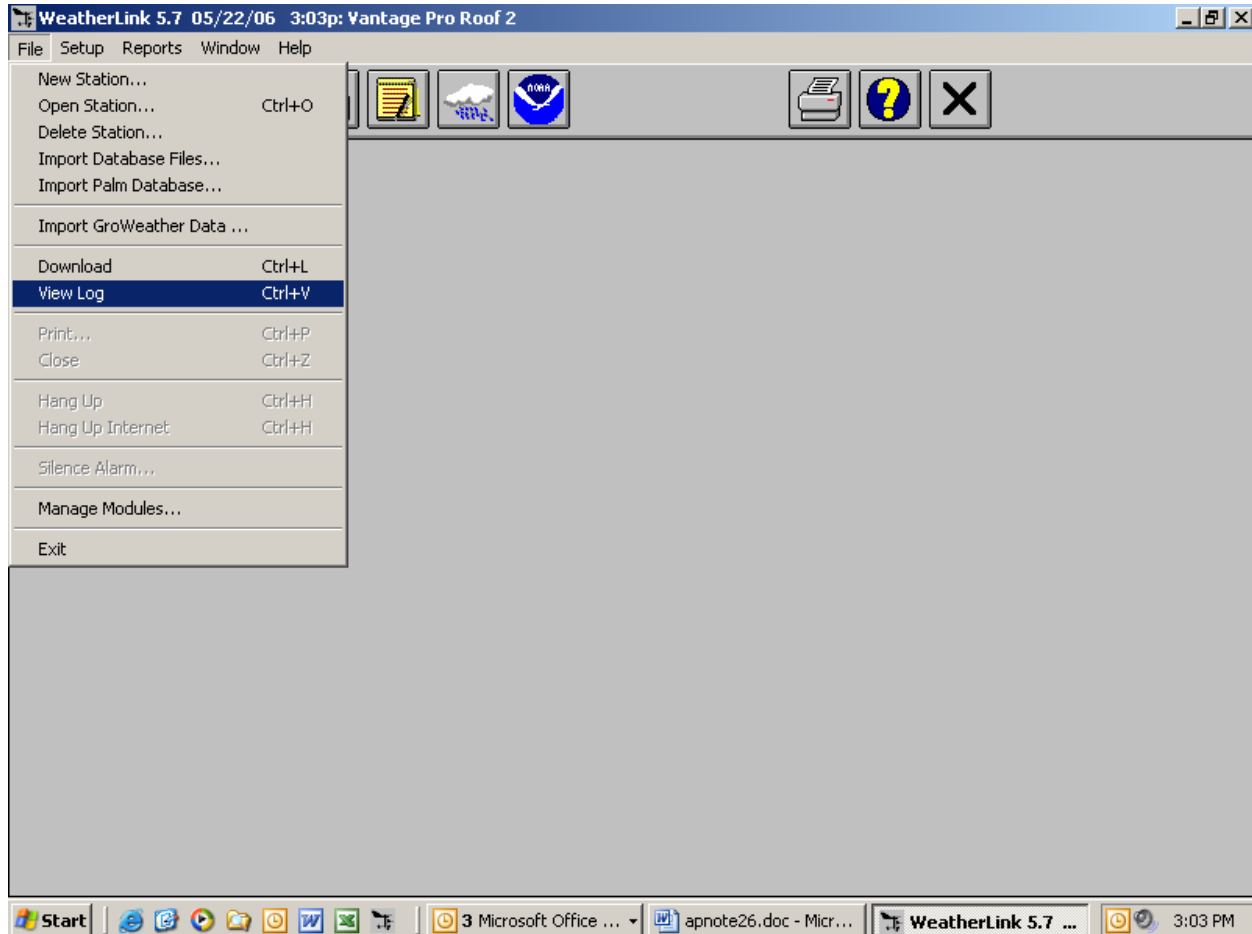 WeatherLink 5.7 05/22/06 3:03p: Vantage Pro Roof 2
File Setup Reports Window Help
New Station...
Open Station... Ctrl+O
Delete Station...
Import Database Files...
Import Palm Database...
Import GroWeather Data ...
Download Ctrl+L
View Log Ctrl+V
Print... Ctrl+P
Close Ctrl+Z
Hang Up Ctrl+H
Hang Up Internet Ctrl+H
Silence Alarm...
Manage Modules...
Exit
NOAA
Start 3 Microsoft Office ... apnote26.doc - Micr... WeatherLink 5.7 ... 3:03 PM